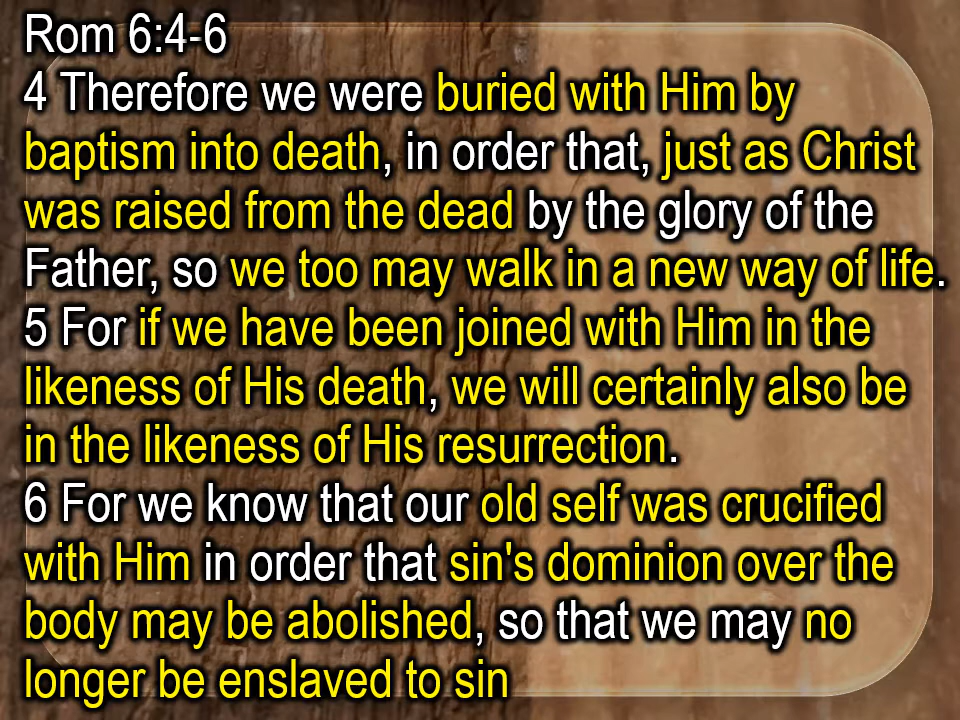 Rom 6:4-6
4 Therefore we were buried with Him by
baptism into death, in order that, just as Christ
was raised from the dead by the glory of the
Father, so we too may walk in a new way of life.
5 For if we have been joined with Him in the
likeness of His death, we will certainly also be
in the likeness of His resurrection.
6 For we know that our old self was crucified
with Him in order that sin's dominion over the
body may be abolished, so that we may no
longer be enslaved to sin